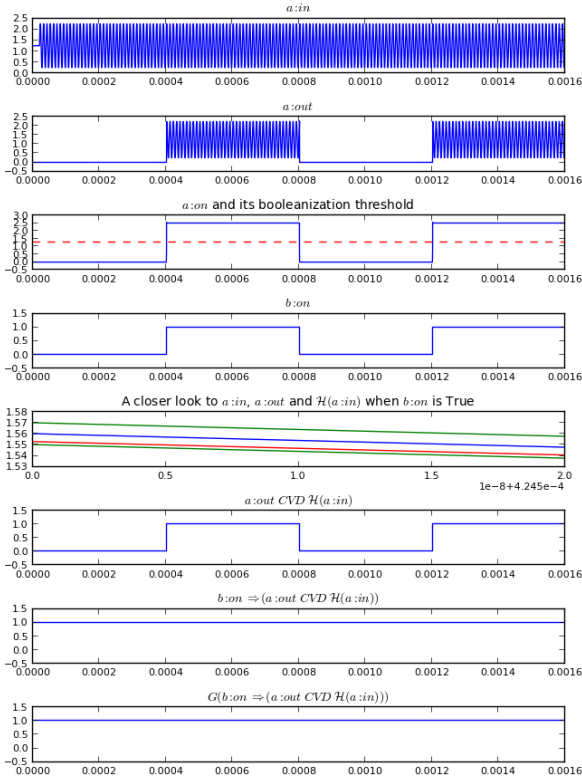 a:in
2.5
2.0
1.5
1.0
0.5
0.0
0.0000 0.0002 0.0004 0.0006 0.0008 0.0010 0.0012 0.0014 0.0016
a:out
2.5
2.0
1.5
1.0
0.5
0.0
−0.5
0.0000 0.0002 0.0004 0.0006 0.0008 0.0010 0.0012 0.0014 0.0016
a:on and its booleanization threshold
3.0
2.5
2.0
1.5
1.0
0.5
0.0
−0.5
0.0000 0.0002 0.0004 0.0006 0.0008 0.0010 0.0012 0.0014 0.0016
b:on
1.5
1.0
0.5
0.0
−0.5
0.0000 0.0002 0.0004 0.0006 0.0008 0.0010 0.0012 0.0014 0.0016
A closer look to a:in, a:out and ℋ(a:in) when b:on is True
1.58
1.57
1.56
1.55
1.54
1.53
0.0 0.5 1.0 1.5 2.0
1e−8+4.245e−4
a:out CVD ℋ(a:in)
1.5
1.0
0.5
0.0
−0.5
0.0000 0.0002 0.0004 0.0006 0.0008 0.0010 0.0012 0.0014 0.0016
b:on ⇒(a:out CVD ℋ(a:in))
1.5
1.0
0.5
0.0
−0.5
0.0000 0.0002 0.0004 0.0006 0.0008 0.0010 0.0012 0.0014 0.0016
G(b:on ⇒(a:out CVD ℋ(a:in)))
1.5
1.0
0.5
0.0
−0.5
0.0000 0.0002 0.0004 0.0006 0.0008 0.0010 0.0012 0.0014 0.0016